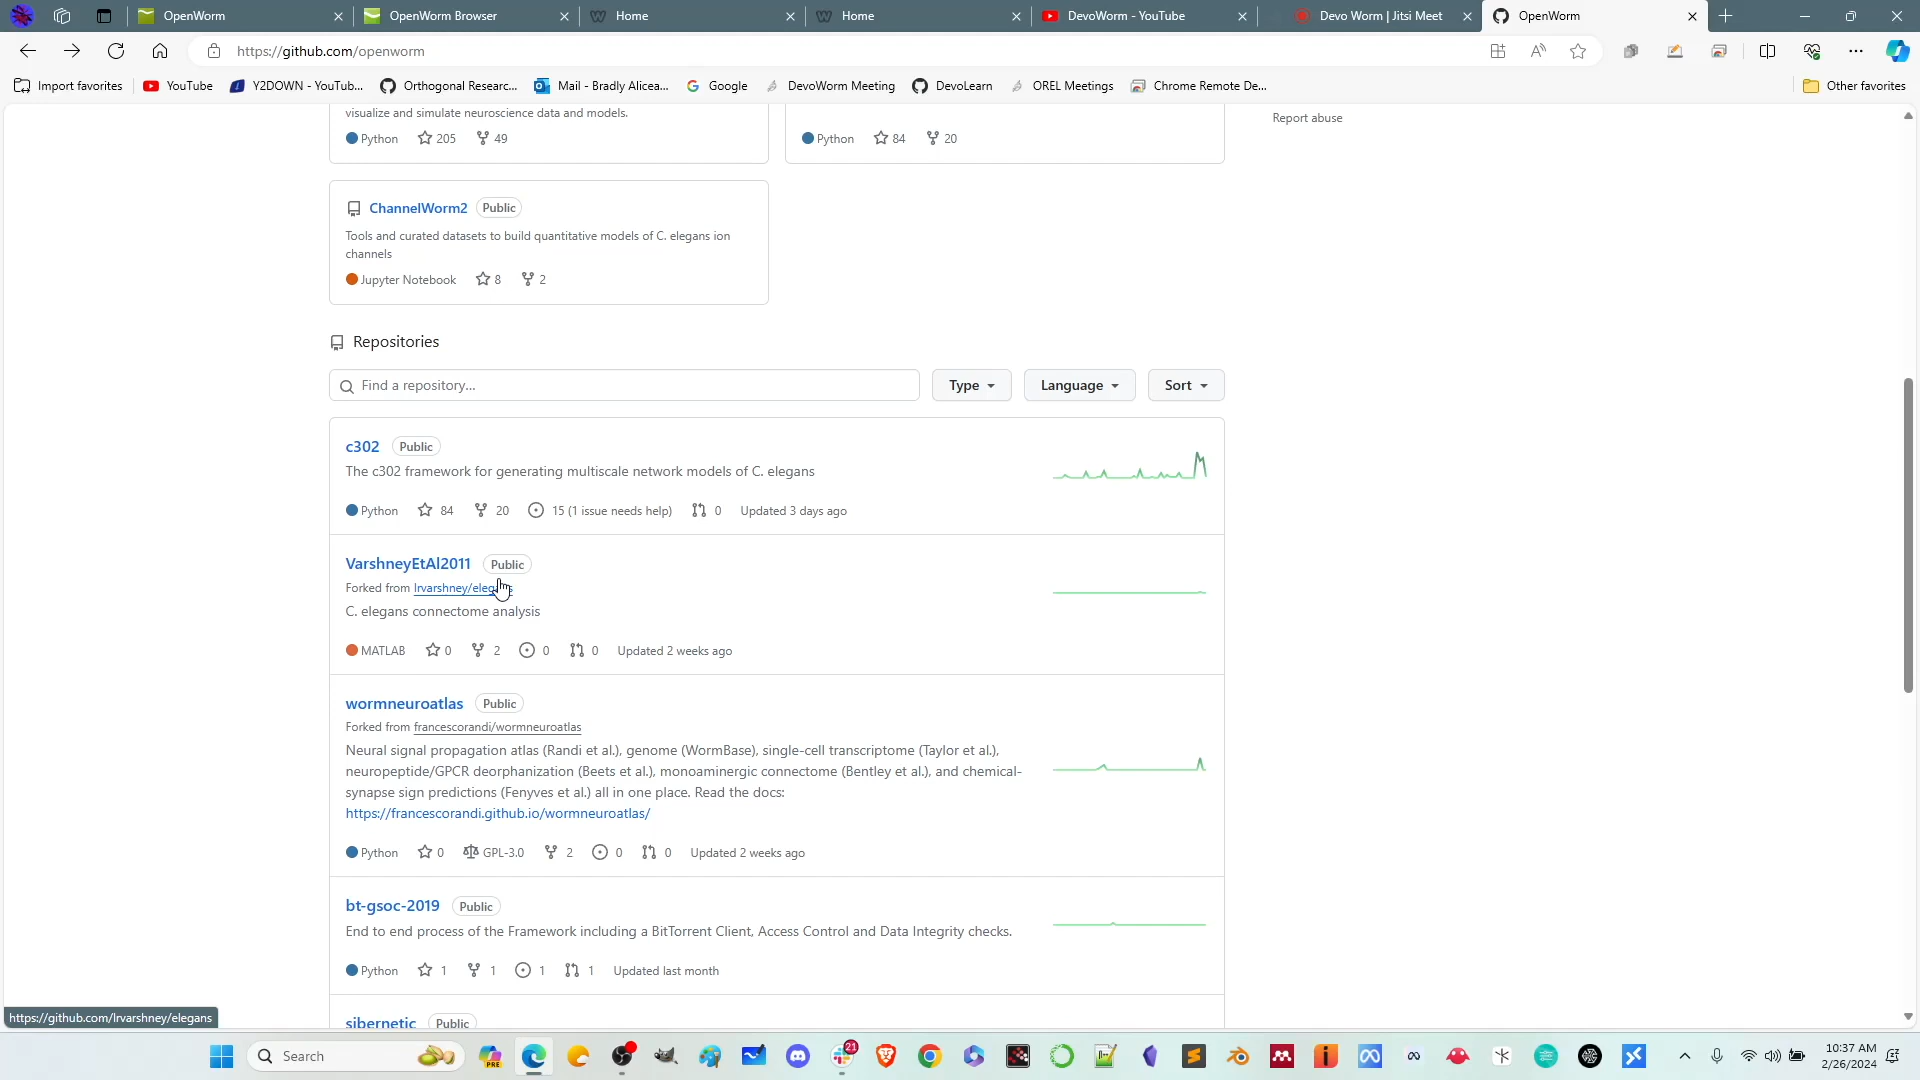 OpenWorm
OpenWorm Browser
Home
Home
DevoWorm - YouTube
Devo Worm | Jitsi Meet
OpenWorm
https://github.com/openworm
Import favorites
YouTube
Y2DOWN - YouTub...
Orthogonal Researc...
Mail - Bradly Alicea...
Google
DevoWorm Meeting
DevoLearn
OREL Meetings
Chrome Remote De...
Other favorites
visualize and simulate neuroscience data and models.
Python 205 49
Python 84 20
Report abuse
ChannelWorm2 Public
Tools and curated datasets to build quantitative models of C. elegans ion
channels
Jupyter Notebook 8 2
Repositories
Find a repository...
Type
Language
Sort
c302 Public
The c302 framework for generating multiscale network models of C. elegans
Python 84 20 15 (1 issue needs help) 0 Updated 3 days ago
VarshneyEtAl2011 Public
Forked from lrvarshney/elegans
C. elegans connectome analysis
MATLAB 0 2 0 0 Updated 2 weeks ago
wormneuroatlas Public
Forked from francescorandi/wormneuroatlas
Neural signal propagation atlas (Randi et al.), genome (WormBase), single-cell transcriptome (Taylor et al.),
neuropeptide/GPCR deorphanization (Beets et al.), monoaminergic connectome (Bentley et al.), and chemical-
synapse sign predictions (Fenyves et al.) all in one place. Read the docs:
https://francescorandi.github.io/wormneuroatlas/
Python 0 GPL-3.0 2 0 0 Updated 2 weeks ago
bt-gsoc-2019 Public
End to end process of the Framework including a BitTorrent Client, Access Control and Data Integrity checks.
Python 1 1 1 1 Updated last month
sibernetic Public
https://github.com/lrvarshney/elegans
Search
PRE
21
10:37 AM
2/26/2024